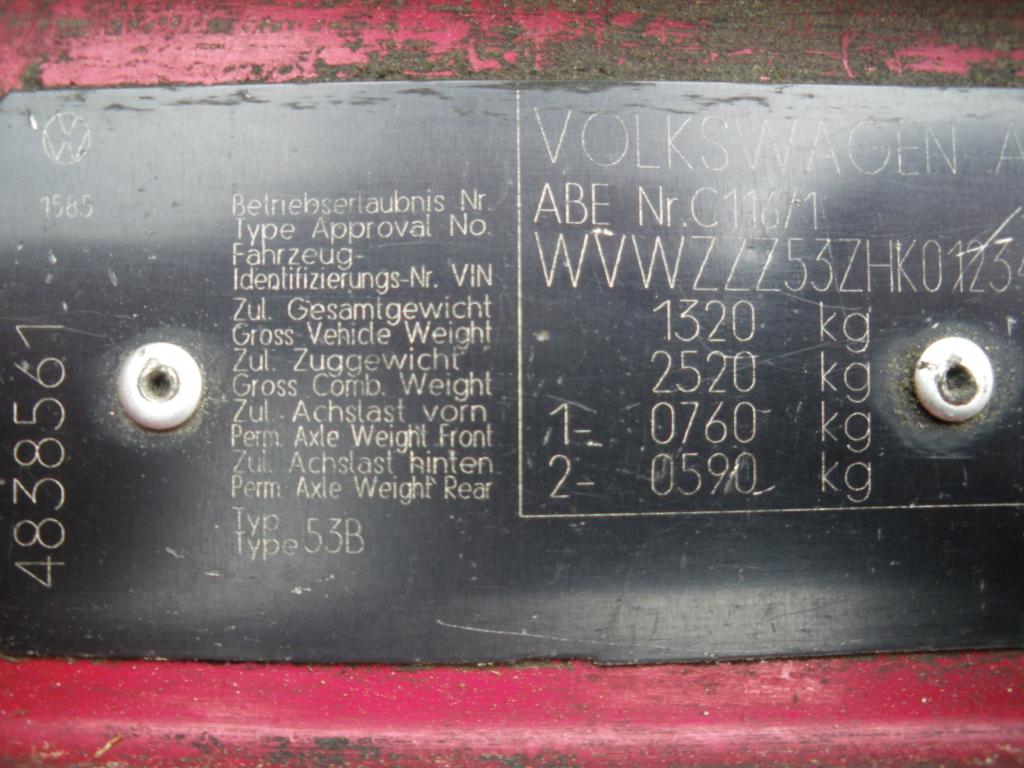 1585
4838561
Betriebserlaubnis Nr.
Type Approval No.
Fahrzeug-
Identifizierungs-Nr. VIN
Zul. Gesamtgewicht
Gross Vehicle Weight
Zul. Zuggewicht
Gross Comb. Weight
Zul. Achslast vorn
Perm. Axle Weight Front
Zul. Achslast hinten
Perm. Axle Weight Rear
Typ
Type 53B
VOLKSWAGEN A
ABE Nr. C116/1
WVWZZZ53ZHK01234
1320 kg
2520 kg
1- 0760 kg
2- 0590 kg